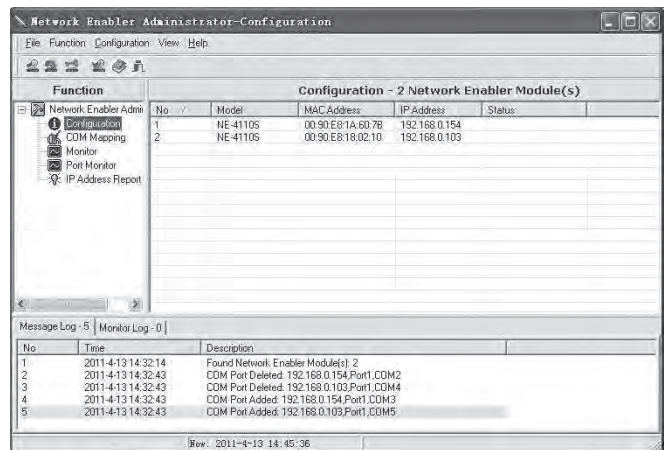 Network Enabler Administrator-Configuration
File Function Configuration View Help
Function
Configuration - 2 Network Enabler Module(s)
Network Enabler Admi
Configuration
COM Mapping
Monitor
Port Monitor
IP Address Report
No Model MAC Address IP Address Status
1 NE-4110S 00:90:E8:1A:60:7B 192.168.0.154
2 NE-4110S 00:90:E8:18:02:10 192.168.0.103
Message Log - 5 Monitor Log - 0
No Time Description
1 2011-4-13 14:32:14 Found Network Enabler Module(s): 2
2 2011-4-13 14:32:43 COM Port Deleted: 192.168.0.154,Port1,COM2
3 2011-4-13 14:32:43 COM Port Deleted: 192.168.0.103,Port1,COM4
4 2011-4-13 14:32:43 COM Port Added: 192.168.0.154,Port1,COM3
5 2011-4-13 14:32:43 COM Port Added: 192.168.0.103,Port1,COM5
Now: 2011-4-13 14:45:36